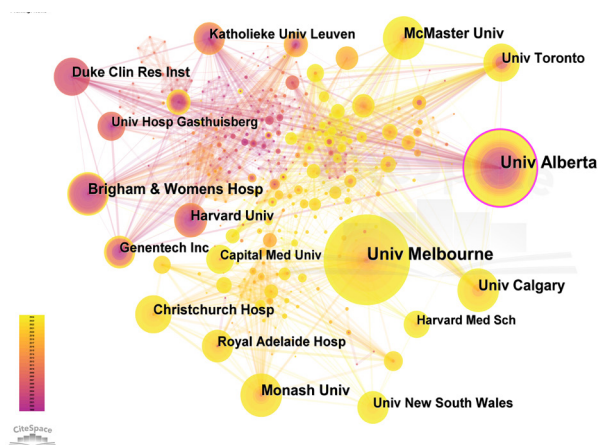 Katholieke Univ Leuven
McMaster Univ
Univ Toronto
Duke Clin Res Inst
Univ Hosp Gasthuisberg
Univ Alberta
Brigham & Womens Hosp
Harvard Univ
Genentech Inc
Capital Med Univ
Univ Melbourne
Univ Calgary
Christchurch Hosp
Harvard Med Sch
Royal Adelaide Hosp
Monash Univ
Univ New South Wales
CiteSpace